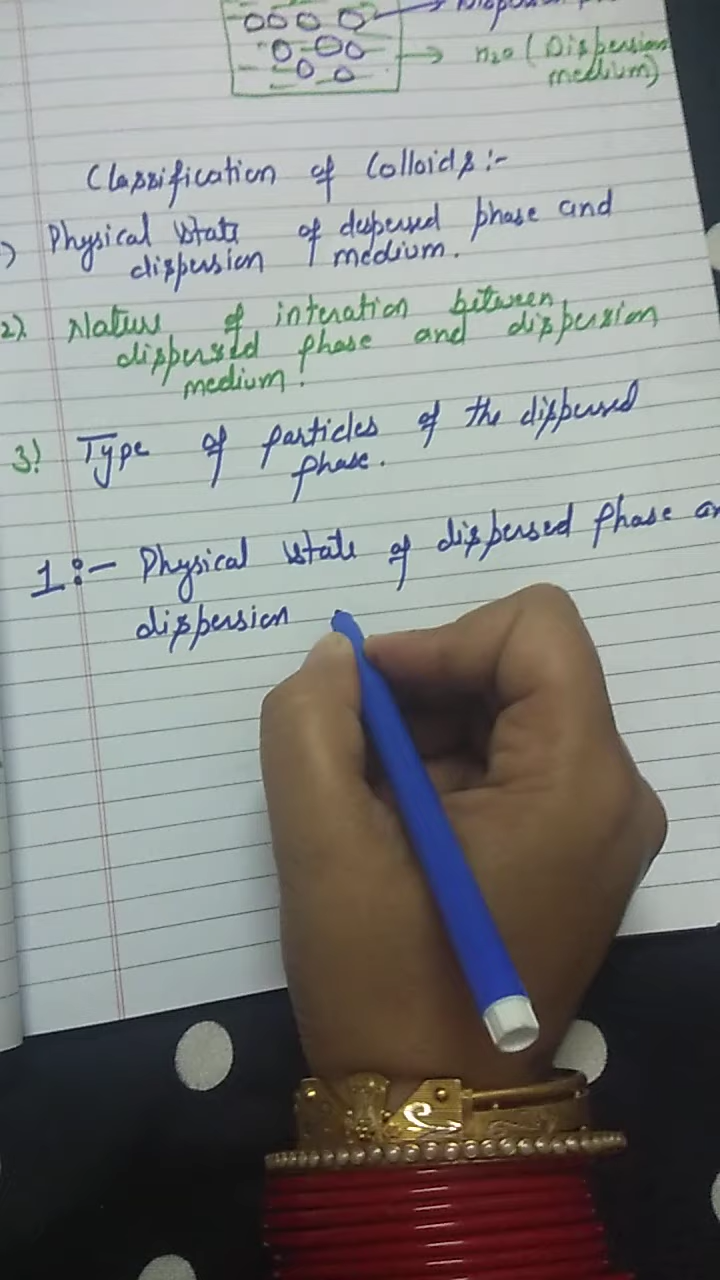 H2O (Dispersion
medium)
Classification of Colloids:-
) Physical state of dispersed phase and
dispersion medium.
2) Nature of interation between
dispersed phase and dispersion
medium.
3) Type of particles of the dispersed
phase.
1:- Physical state of dispersed phase an
dispersion